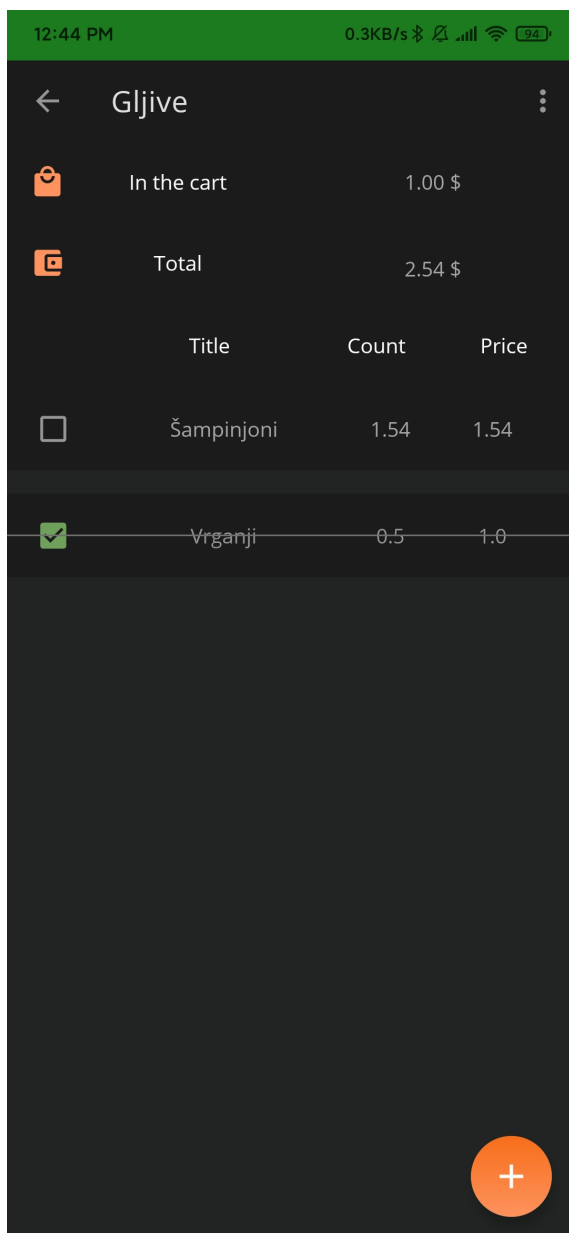 12:44 PM 0.3KB/s 94
Gljive
In the cart 1.00 $
Total 2.54 $
Title Count Price
Šampinjoni 1.54 1.54
Vrganji 0.5 1.0